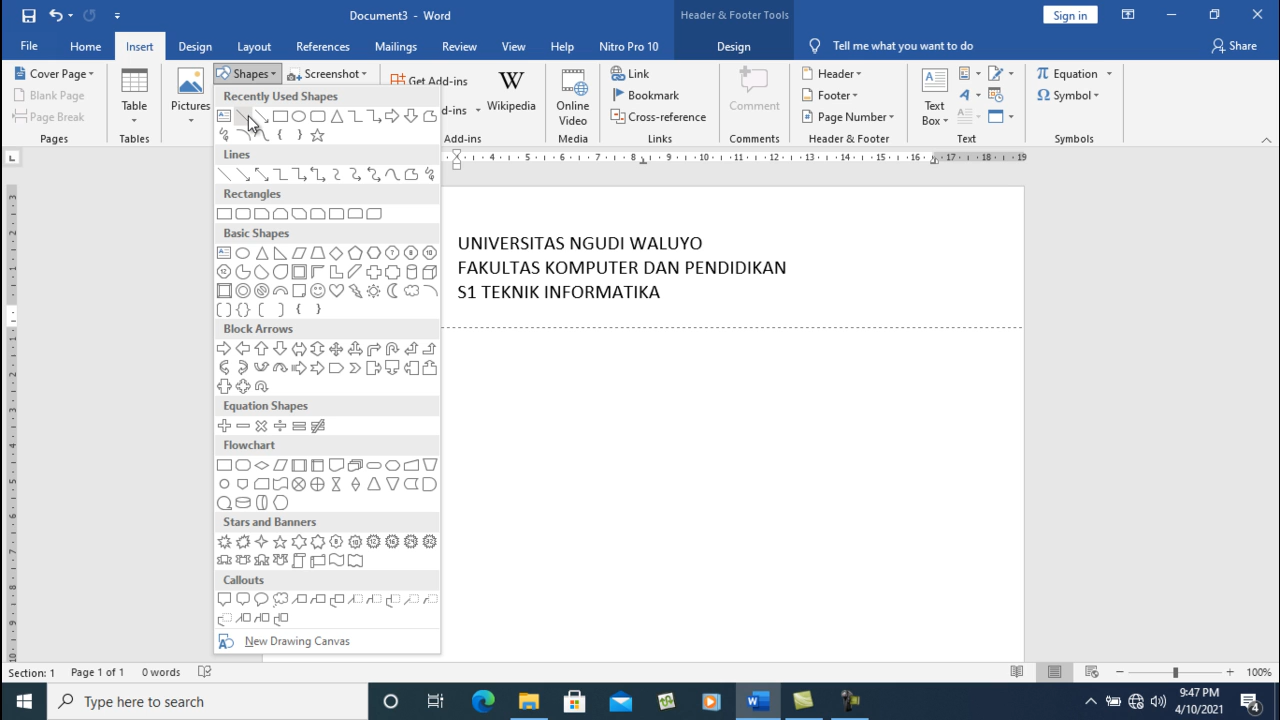 Document3 - Word
Header & Footer Tools
Sign in
File
Home
Insert
Design
Layout
References
Mailings
Review
View
Help
Nitro Pro 10
Design
Tell me what you want to do
Share
Cover Page
Blank Page
Page Break
Pages
Table
Tables
Pictures
Shapes
Screenshot
Get Add-ins
dd-ins
Add-ins
Wikipedia
Online
Video
Media
Link
Bookmark
Cross-reference
Links
Comment
Comments
Header
Footer
Page Number
Header & Footer
Text
Box
Text
Equation
Symbol
Symbols
Recently Used Shapes
Lines
Rectangles
Basic Shapes
Block Arrows
Equation Shapes
Flowchart
Stars and Banners
Callouts
New Drawing Canvas
UNIVERSITAS NGUDI WALUYO
FAKULTAS KOMPUTER DAN PENDIDIKAN
S1 TEKNIK INFORMATIKA
Section: 1
Page 1 of 1
0 words
100%
Type here to search
9:47 PM
4/10/2021
4